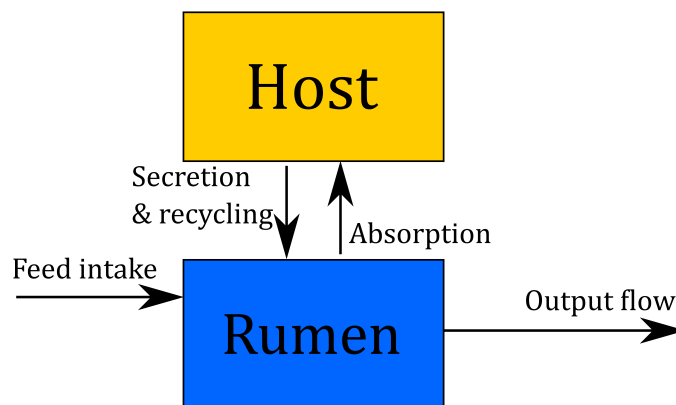 Host
Secretion
& recycling
Absorption
Feed intake
Output flow
Rumen